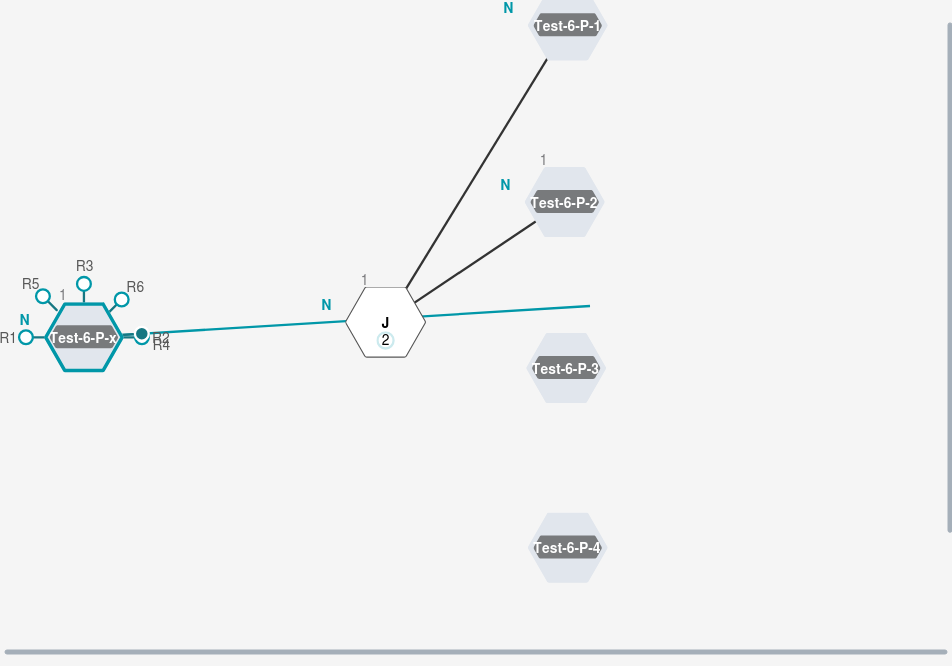 N
Test-6-P-1
1
N
Test-6-P-2
R3
R5
1
R6
N
R1
Test-6-P-x
R2
R4
1
N
J
2
Test-6-P-3
Test-6-P-4